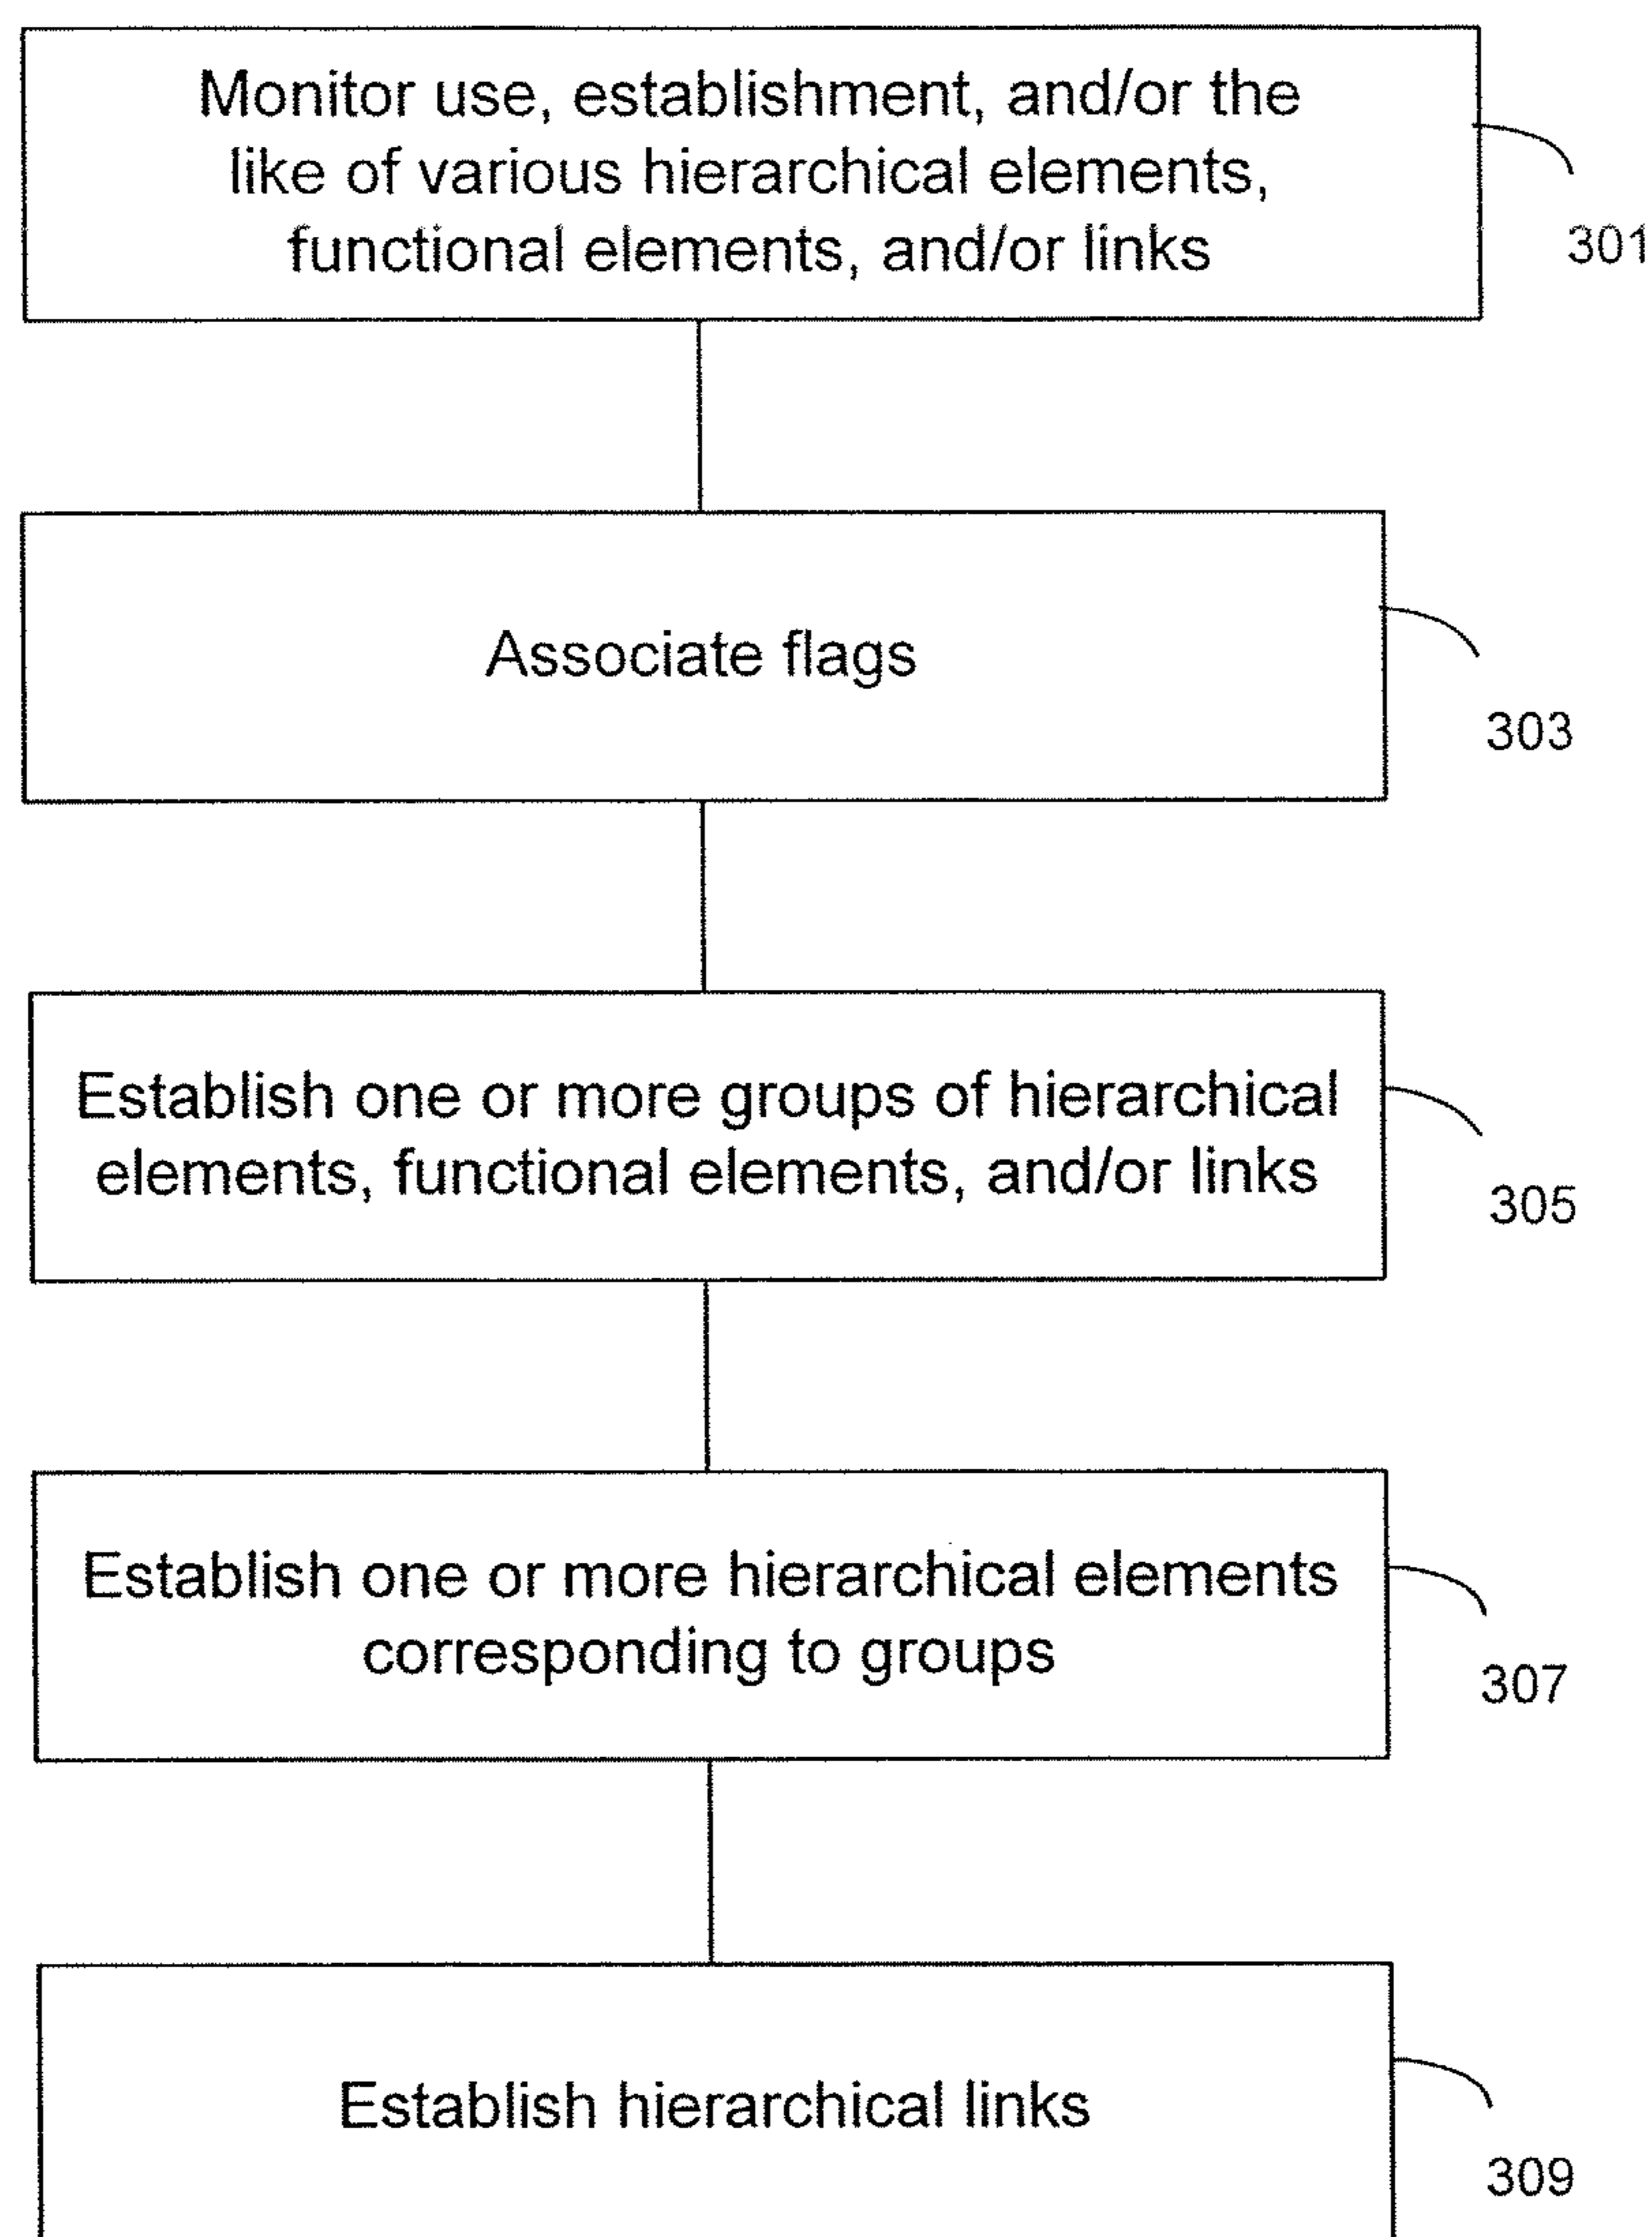 Monitor use, establishment, and/or the
like of various hierarchical elements,
functional elements, and/or links
301
Associate flags
303
Establish one or more groups of hierarchical
elements, functional elements, and/or links
305
Establish one or more hierarchical elements
corresponding to groups
307
Establish hierarchical links
309